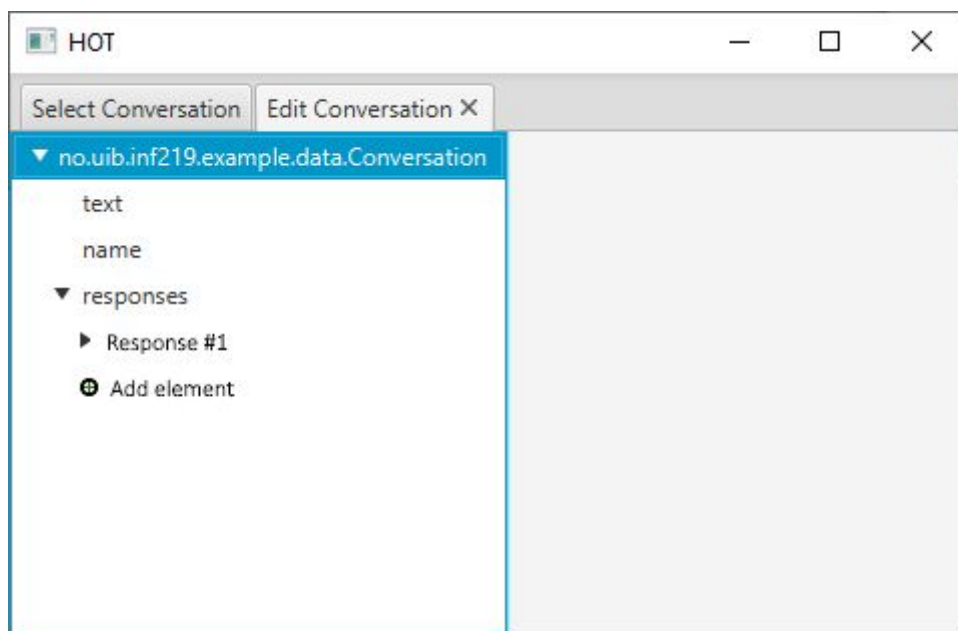 HOT
Select Conversation Edit Conversation
no.uib.inf219.example.data.Conversation
text
name
responses
Response #1
Add element